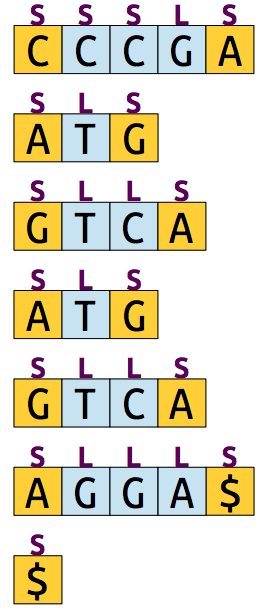 S S S L S
C C C G A
S L S
A T G
S L L S
G T C A
S L S
A T G
S L L S
G T C A
S L L L S
A G G A $
S
$